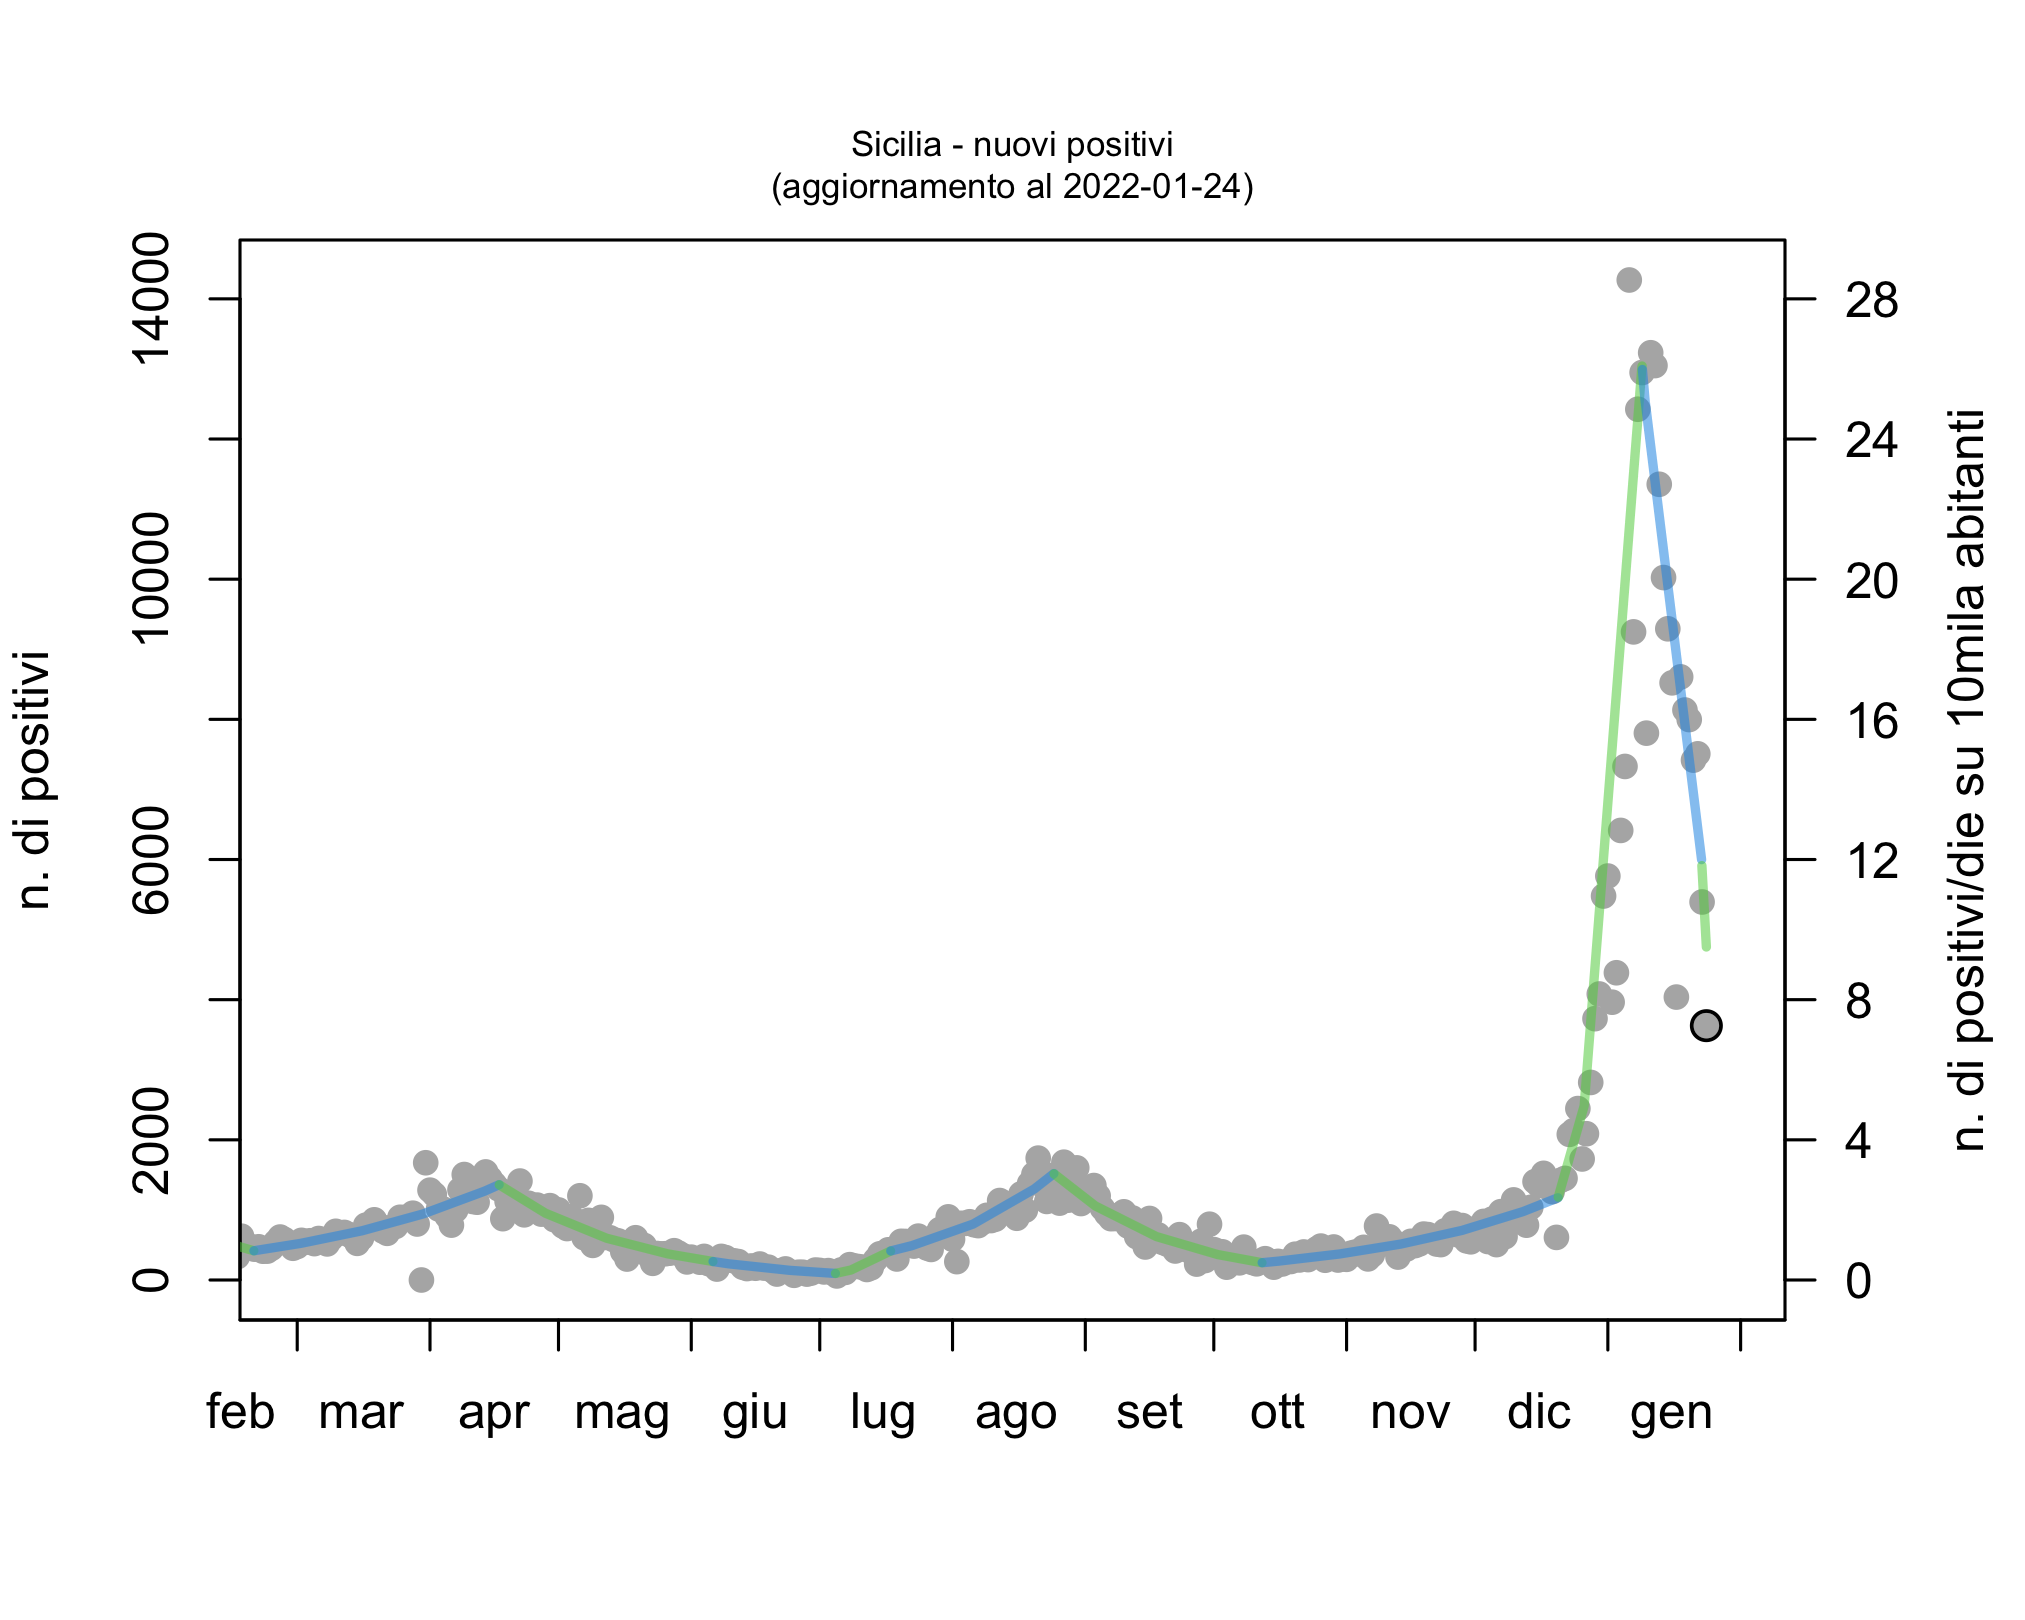 Sicilia - nuovi positivi
(aggiornamento al 2022-01-24)
n. di positivi
14000
10000
6000
2000
0
28
24
20
16
12
8
4
0
n. di positivi/die su 10mila abitanti
feb mar apr mag giu lug ago set ott nov dic gen